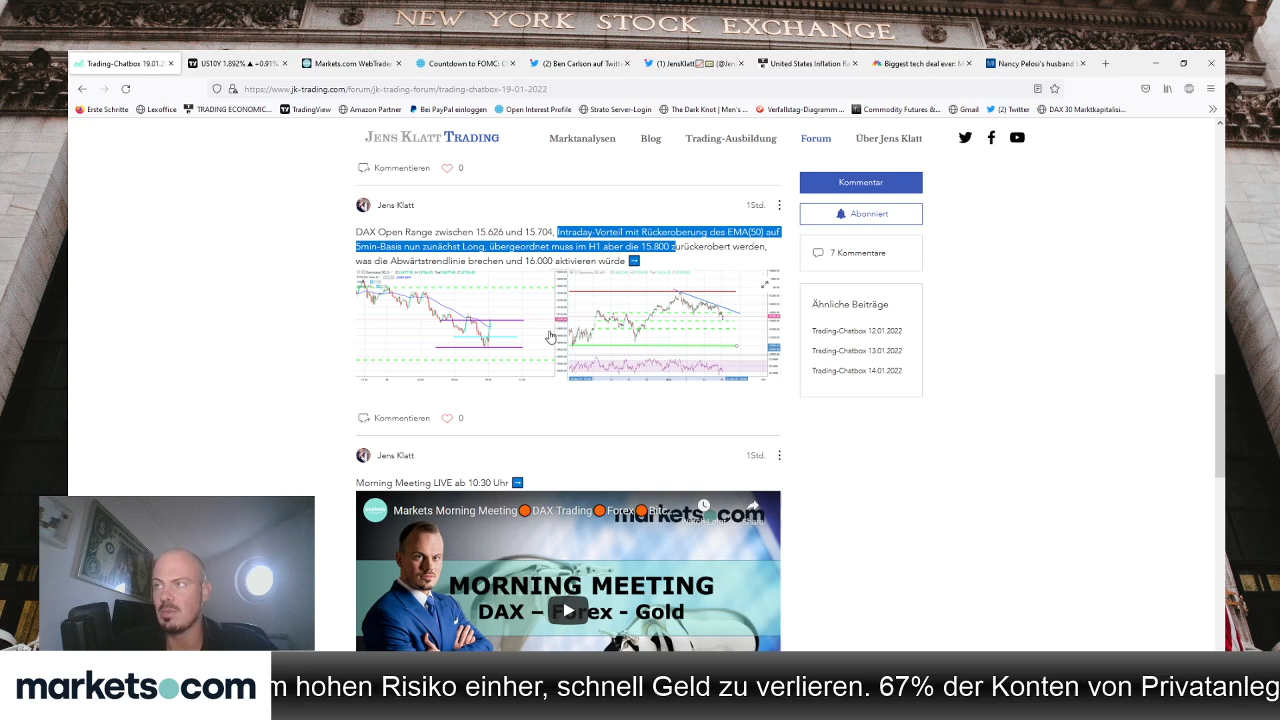 NEW YORK STOCK EXCHANGE
Trading-Chatbox 19.01.2
US10Y 1.892% ▲ +0.91%
Markets.com WebTrader
Countdown to FOMC: C
(2) Ben Carlson auf Twitt
(1) JensKlatt
(@Jen
United States Inflation Ra
Biggest tech deal ever: M
Nancy Pelosi's husband t
https://www.jk-trading.com/forum/jk-trading-forum/trading-chatbox-19-01-2022
Erste Schritte
Lexoffice
TRADING ECONOMIC...
TradingView
Amazon Partner
Bei PayPal einloggen
Open Interest Profile
Strato Server-Login
The Dark Knot | Men's ...
Verfallstag-Diagramm ...
Commodity Futures &...
Gmail
(2) Twitter
DAX 30 Marktkapitalisi...
JENS KLATT TRADING
Marktanalysen
Blog
Trading-Ausbildung
Forum
Über Jens Klatt
Kommentieren
0
Kommentar
Jens Klatt
1Std.
Abonniert
DAX Open Range zwischen 15.626 und 15.704, Intraday-Vorteil mit Rückeroberung des EMA(50) auf
5min-Basis nun zunächst Long, übergeordnet muss im H1 aber die 15.800 zurückerobert werden,
was die Abwärtstrendlinie brechen und 16.000 aktivieren würde
7 Kommentare
Ähnliche Beiträge
Trading-Chatbox 12.01.2022
Trading-Chatbox 13.01.2022
Trading-Chatbox 14.01.2022
Kommentieren
0
Jens Klatt
1Std.
Morning Meeting LIVE ab 10:30 Uhr
markets
Markets Morning Meeting DAX Trading Forex Bitc...
markets.com
Watch Later
Share
MORNING MEETING
DAX – Forex - Gold
markets.com
m hohen Risiko einher, schnell Geld zu verlieren. 67% der Konten von Privatanleg